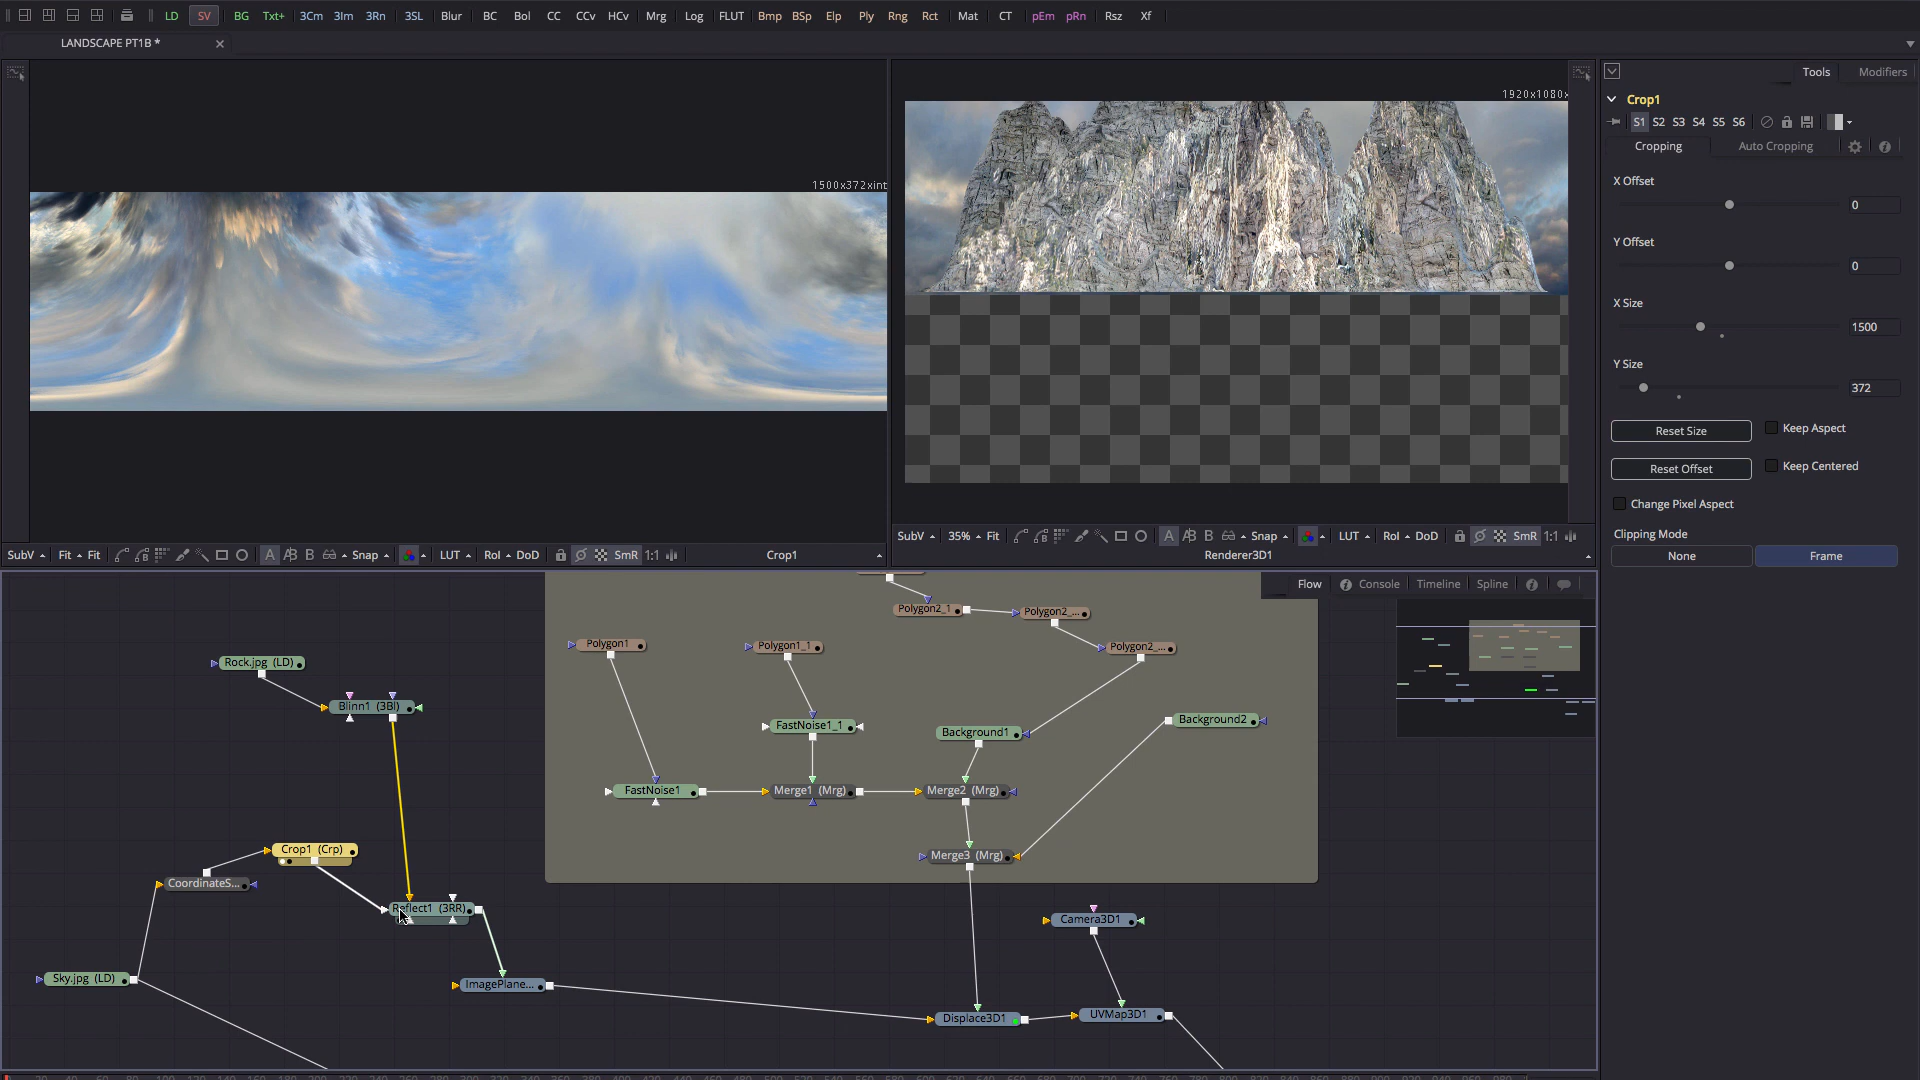 LD SV BG Txt+ 3Cm 3Im 3Rn 3SL Blur BC Bol CC CCv HCv Mrg Log FLUT Bmp BSp Elp Ply Rng Rct Mat CT pEm pRn Rsz Xf
LANDSCAPE PT1B *
1500x372xint
1920x1080x
SubV Fit Fit A A/B B Snap LUT RoI DoD SmR 1:1 Crop1
SubV 35% Fit A A/B B Snap LUT RoI DoD SmR 1:1
Renderer3D1
Tools Modifiers
Crop1
S1 S2 S3 S4 S5 S6
Cropping Auto Cropping
X Offset
0
Y Offset
0
X Size
1500
Y Size
372
Reset Size Keep Aspect
Reset Offset Keep Centered
Change Pixel Aspect
Clipping Mode
None Frame
Flow Console Timeline Spline
Polygon2_1
Polygon2_...
Polygon1
Polygon1_1
Polygon2_...
Rock.jpg (LD)
Blinn1 (3Bl)
FastNoise1_1
Background1
Background2
FastNoise1
Merge1 (Mrg)
Merge2 (Mrg)
Crop1 (Crp)
Merge3 (Mrg)
CoordinateS...
Reflect1 (3RR)
Camera3D1
Sky.jpg (LD)
ImagePlane...
Displace3D1
UVMap3D1